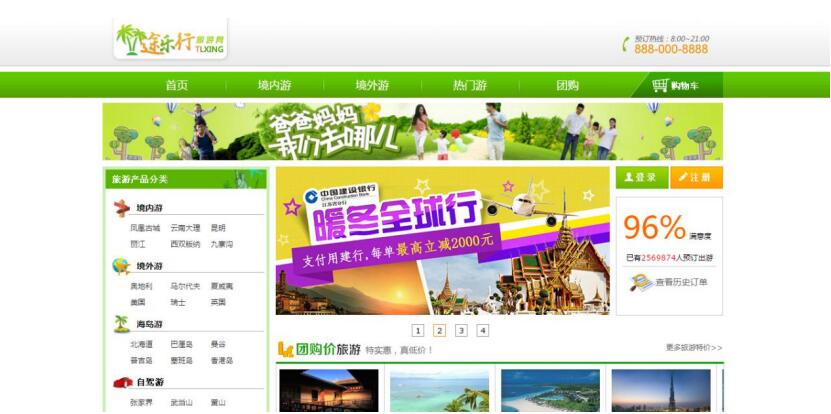 途乐行旅游网
TLXING
预订热线：8:00~21:00
888-000-8888
首页 境内游 境外游 热门游 团购 购物车
爸爸妈妈
我们去哪儿
旅游产品分类
境内游
凤凰古城 云南大理 昆明
丽江 西双版纳 九寨沟
境外游
奥地利 马尔代夫 夏威夷
美国 瑞士 英国
海岛游
北海道 巴厘岛 曼谷
普吉岛 塞班岛 香港岛
自驾游
张家界 武当山 黄山
中国建设银行
China Construction Bank
江苏省分行
暖冬全球行
支付用建行,每单最高立减2000元
1 2 3 4
登录 注册
96% 满意度
已有2569874人预订出游
查看历史订单
团购价旅游 特实惠，真低价！ 更多旅游特价>>